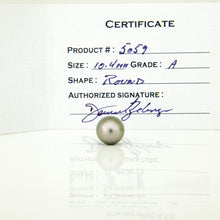 CERTIFICATE
PRODUCT #: 5059
SIZE: 10.4mm GRADE: A
SHAPE: ROUND
AUTHORIZED SIGNATURE: